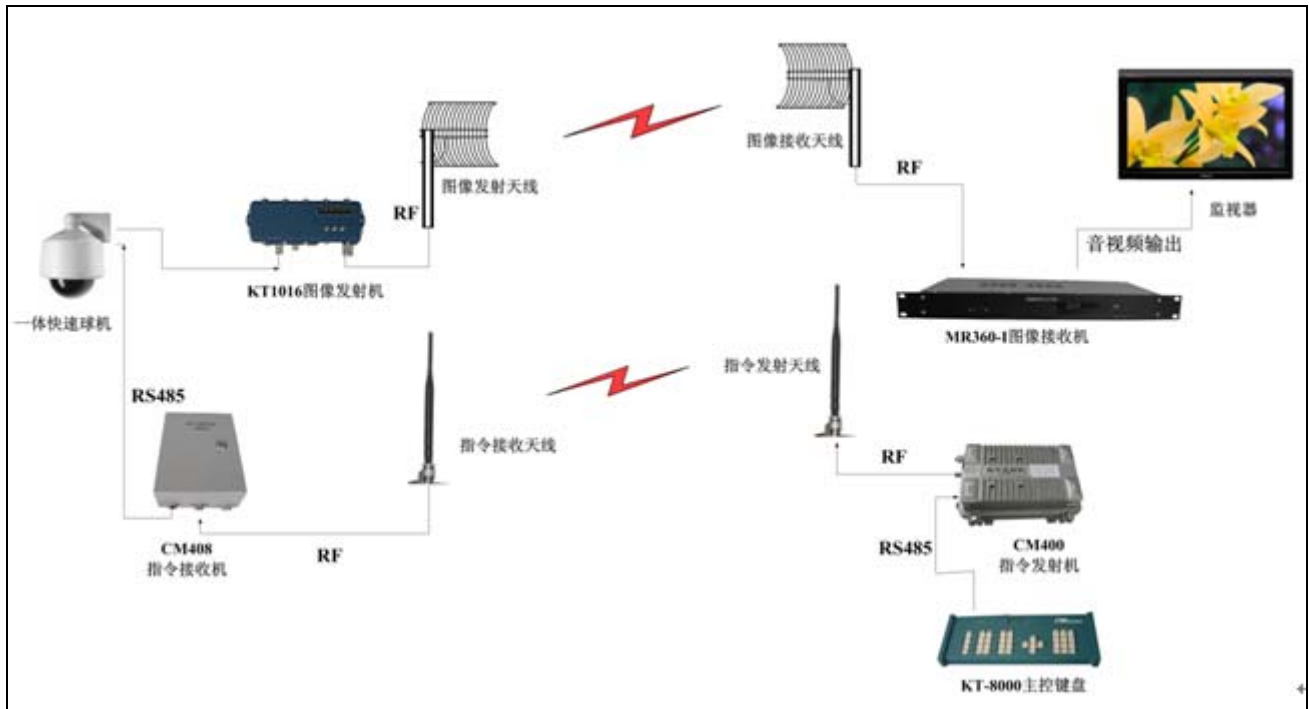 图像接收天线
RF
图像发射天线
RF
监视器
音视频输出
KT1016图像发射机
一体快速球机
MR360-1图像接收机
指令发射天线
RS485
指令接收天线
RF
CM408
指令接收机
RF
RS485
CM400
指令发射机
KT-8000主控键盘